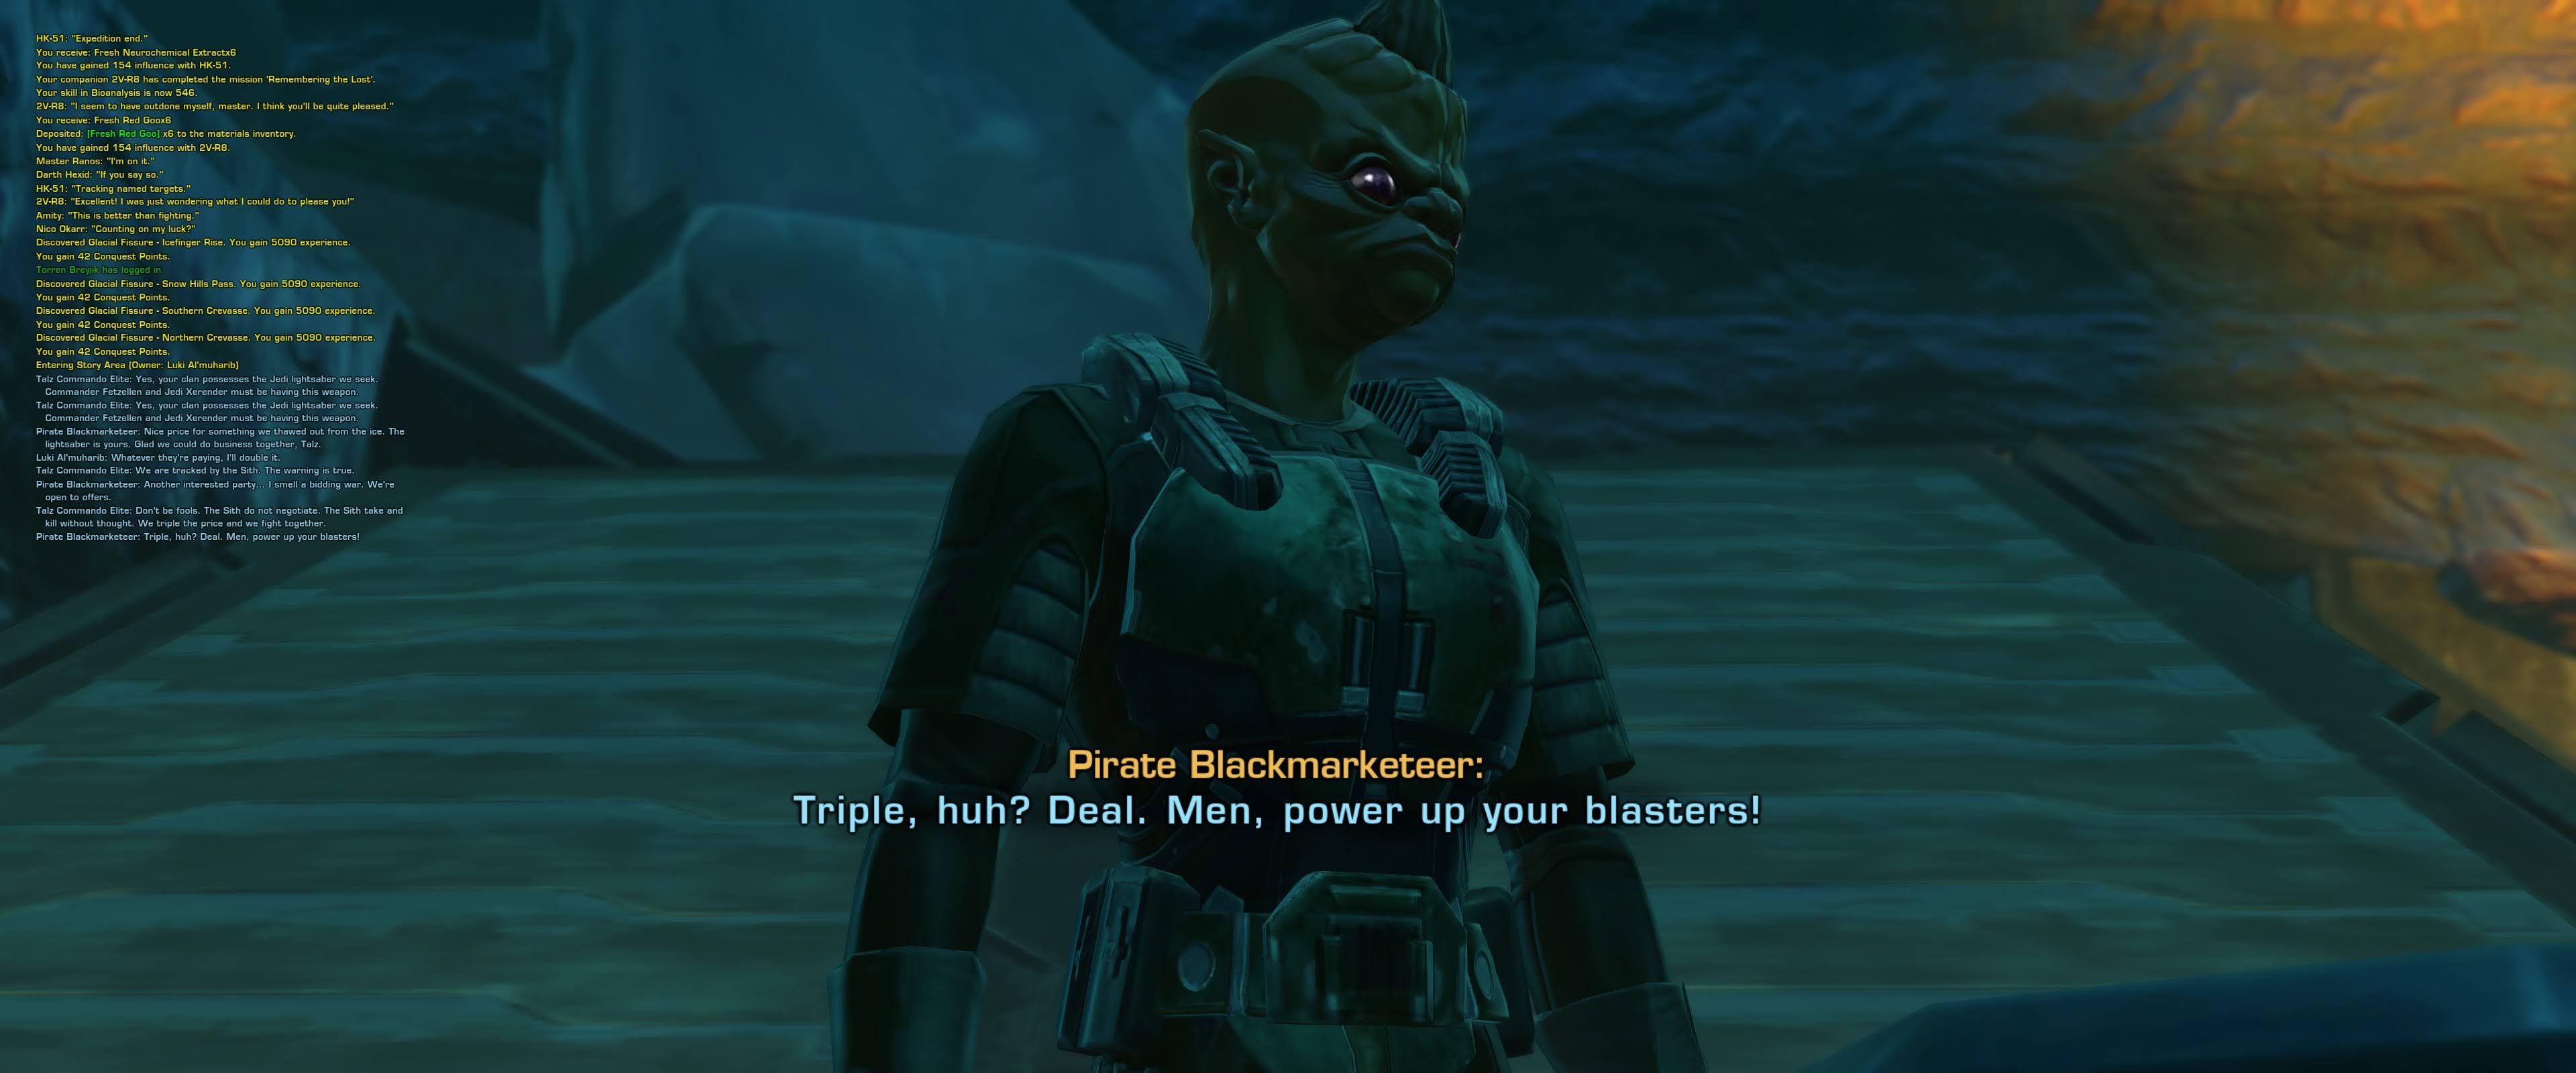 HK-51: "Expedition end."
You receive: Fresh Neurochemical Extractx6
You have gained 154 influence with HK-51.
Your companion 2V-R8 has completed the mission 'Remembering the Lost'.
Your skill in Bioanalysis is now 546.
2V-R8: "I seem to have outdone myself, master. I think you'll be quite pleased."
You receive: Fresh Red Goox6
Deposited: [Fresh Red Goo] x6 to the materials inventory.
You have gained 154 influence with 2V-R8.
Master Ranos: "I'm on it."
Darth Hexid: "If you say so."
HK-51: "Tracking named targets."
2V-R8: "Excellent! I was just wondering what I could do to please you!"
Amity: "This is better than fighting."
Nico Okarr: "Counting on my luck?"
Discovered Glacial Fissure - Icefinger Rise. You gain 5090 experience.
You gain 42 Conquest Points.
Torren Breyjik has logged in.
Discovered Glacial Fissure - Snow Hills Pass. You gain 5090 experience.
You gain 42 Conquest Points.
Discovered Glacial Fissure - Southern Crevasse. You gain 5090 experience.
You gain 42 Conquest Points.
Discovered Glacial Fissure - Northern Crevasse. You gain 5090 experience.
You gain 42 Conquest Points.
Entering Story Area [Owner: Luki Al'muharib]
Talz Commando Elite: Yes, your clan possesses the Jedi lightsaber we seek.
Commander Fetzellen and Jedi Xerender must be having this weapon.
Talz Commando Elite: Yes, your clan possesses the Jedi lightsaber we seek.
Commander Fetzellen and Jedi Xerender must be having this weapon.
Pirate Blackmarketeer: Nice price for something we thawed out from the ice. The
lightsaber is yours. Glad we could do business together, Talz.
Luki Al'muharib: Whatever they're paying, I'll double it.
Talz Commando Elite: We are tracked by the Sith. The warning is true.
Pirate Blackmarketeer: Another interested party... I smell a bidding war. We're
open to offers.
Talz Commando Elite: Don't be fools. The Sith do not negotiate. The Sith take and
kill without thought. We triple the price and we fight together.
Pirate Blackmarketeer: Triple, huh? Deal. Men, power up your blasters!
Pirate Blackmarketeer:
Triple, huh? Deal. Men, power up your blasters!